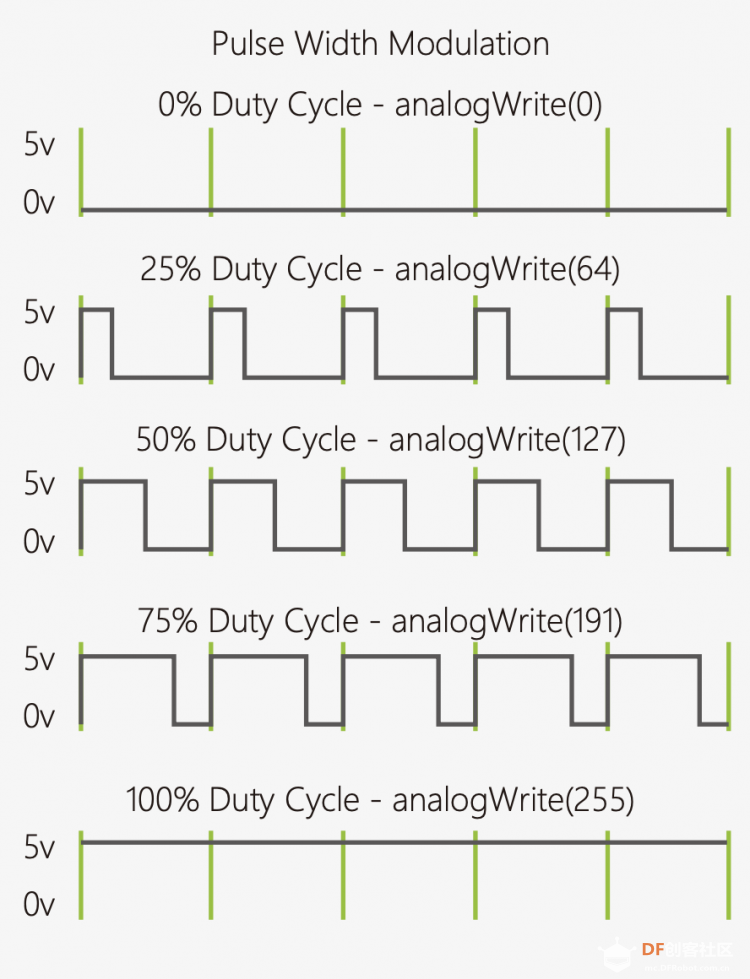 Pulse Width Modulation
0% Duty Cycle - analogWrite(0)
5v
0v
25% Duty Cycle - analogWrite(64)
5v
0v
50% Duty Cycle - analogWrite(127)
5v
0v
75% Duty Cycle - analogWrite(191)
5v
0v
100% Duty Cycle - analogWrite(255)
5v
0v
DF创客社区